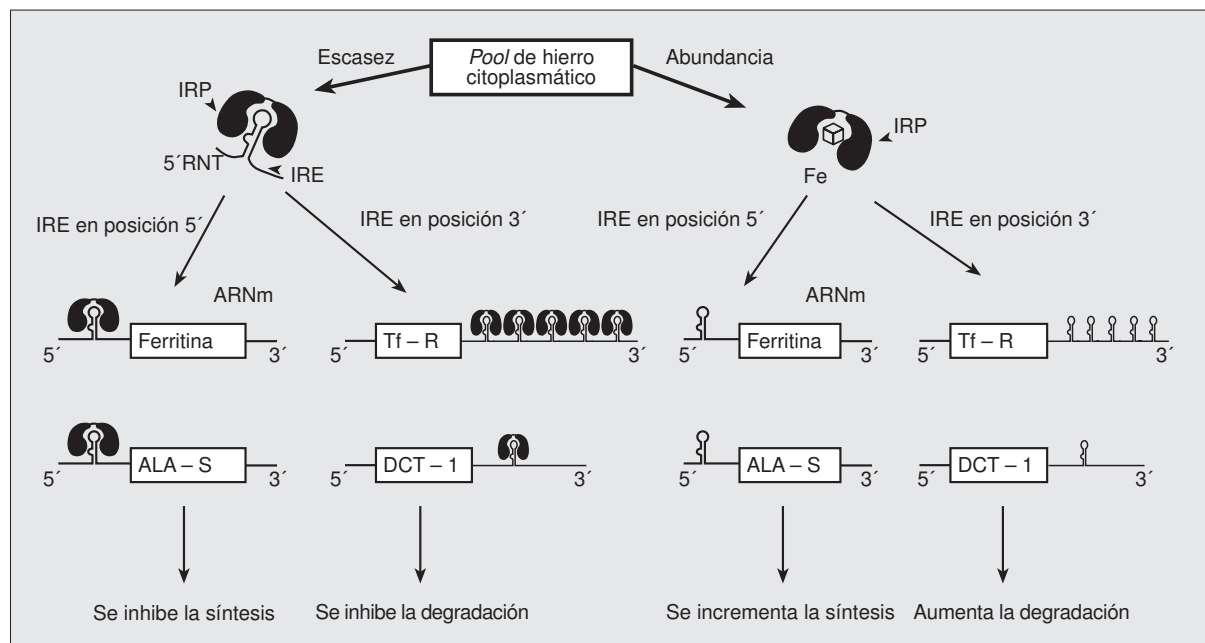 Escasez
Pool de hierro
citoplasmático
Abundancia
IRP
5´RNT
IRE
IRP
Fe
IRE en posición 5´
IRE en posición 3´
IRE en posición 5´
IRE en posición 3´
ARNm
ARNm
5´ Ferritina 3´
5´ Tf – R 3´
5´ Ferritina 3´
5´ Tf – R 3´
5´ ALA – S 3´
5´ DCT – 1 3´
5´ ALA – S 3´
5´ DCT – 1 3´
Se inhibe la síntesis
Se inhibe la degradación
Se incrementa la síntesis
Aumenta la degradación